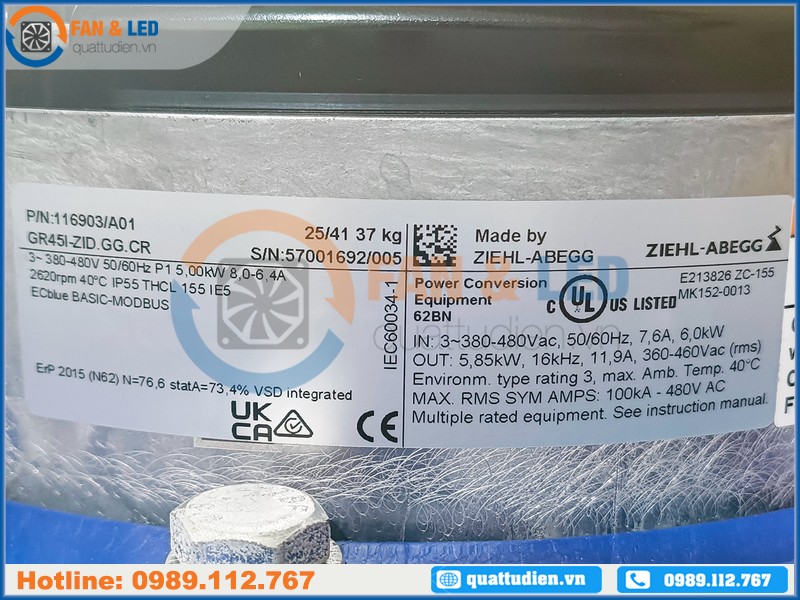 FAN & LED
quattudien.vn
P/N:116903/A01
GR45I-ZID.GG.CR
25/41 37 kg
S/N:57001692/005
3~ 380-480V 50/60Hz P1 5,00kW 8,0-6,4A
2620rpm 40°C IP55 THCL 155 IE5
ECblue BASIC-MODBUS
IEC60034-1
ErP 2015 (N62) N=76,6 statA=73,4% VSD integrated
UK
CA
CE
Made by
ZIEHL-ABEGG
ZIEHL-ABEGG
Power Conversion
Equipment
62BN
C UL US LISTED
E213826 ZC-155
MK152-0013
IN: 3~380-480Vac, 50/60Hz, 7,6A, 6,0kW
OUT: 5,85kW, 16kHz, 11,9A, 360-460Vac (rms)
Environm. type rating 3, max. Amb. Temp. 40°C
MAX. RMS SYM AMPS: 100kA - 480V AC
Multiple rated equipment. See instruction manual.
FAN & LED
quattudien.vn
Hotline: 0989.112.767
quattudien.vn
0989.112.767